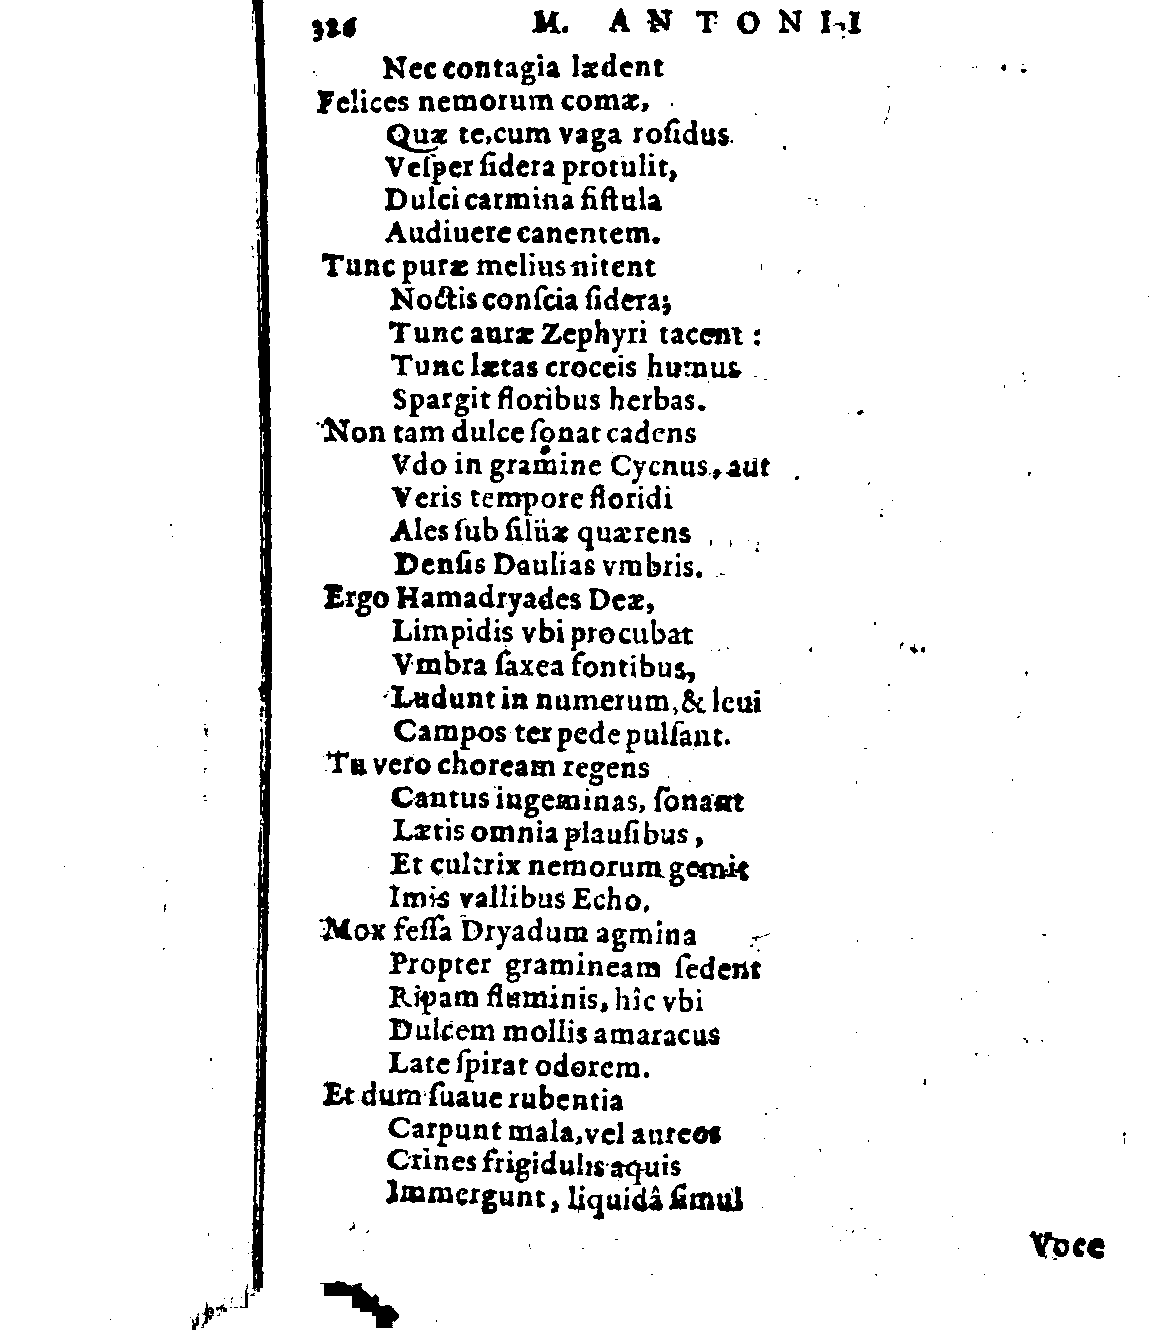 326 M. ANTONII
Nec contagia lædent
Felices nemorum comæ,
Quæ te, cum vaga roſidus
Veſper ſidera protulit,
Dulci carmina fiſtula
Audiuere canentem.
Tunc puræ melius nitent
Noctis conſcia ſidera;
Tunc auræ Zephyri tacent :
Tunc lætas croceis humus
Spargit floribus herbas.
Non tam dulce ſonat cadens
Vdo in gramine Cycnus, aut
Veris tempore floridi
Ales ſub ſiluæ quærens
Denſis Daulias vmbris.
Ergo Hamadryades Deæ,
Limpidis vbi procubat
Vmbra ſaxea fontibus,
Ludunt in numerum, & leui
Campos ter pede pulſant.
Tu vero choream regens
Cantus ingeminas, ſonant
Lætis omnia plauſibus,
Et cultrix nemorum gemit
Imis vallibus Echo.
Mox feſſa Dryadum agmina
Propter gramineam ſedent
Ripam fluminis, hîc vbi
Dulcem mollis amaracus
Late ſpirat odorem.
Et dum ſuaue rubentia
Carpunt mala, vel aureos
Crines frigidulis aquis
Immergunt, liquidâ ſimul
Voce